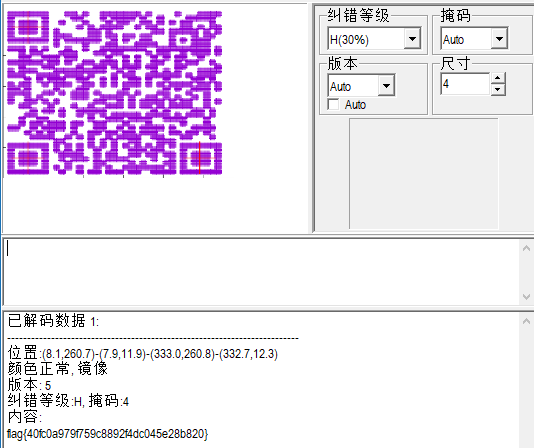 纠错等级
掩码
H(30%)
Auto
版本
尺寸
Auto
4
Auto
已解码数据 1:
-------------------------------------------------------------------------
位置:(8.1,260.7)-(7.9,11.9)-(333.0,260.8)-(332.7,12.3)
颜色正常, 镜像
版本: 5
纠错等级:H, 掩码:4
内容:
flag{40fc0a979f759c8892f4dc045e28b820}